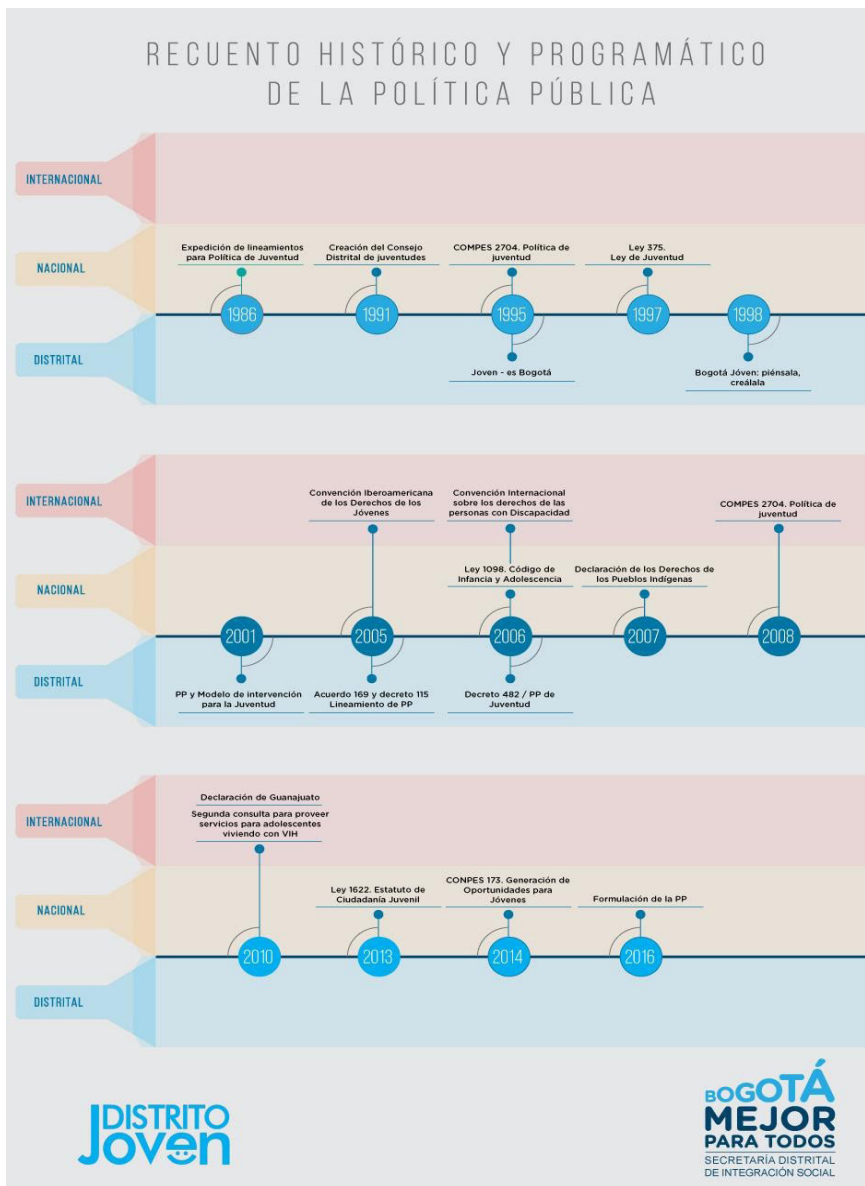 RECUENTO HISTÓRICO Y PROGRAMÁTICO
DE LA POLÍTICA PÚBLICA
INTERNACIONAL
NACIONAL
DISTRITAL
Expedición de lineamientos
para Política de Juventud
Creación del Consejo
Distrital de juventudes
COMPES 2704. Política de
juventud
Ley 375.
Ley de Juventud
1986
1991
1995
1997
1998
Joven - es Bogotá
Bogotá Jóven: piénsala,
creálala
INTERNACIONAL
NACIONAL
DISTRITAL
Convención Iberoamericana
de los Derechos de los
Jóvenes
Convención Internacional
sobre los derechos de las
personas con Discapacidad
COMPES 2704. Política de
juventud
Ley 1098. Código de
Infancia y Adolescencia
Declaración de los Derechos de
los Pueblos Indígenas
2001
2005
2006
2007
2008
PP y Modelo de intervención
para la Juventud
Acuerdo 169 y decreto 115
Lineamiento de PP
Decreto 482 / PP de
Juventud
INTERNACIONAL
NACIONAL
DISTRITAL
Declaración de Guanajuato
Segunda consulta para proveer
servicios para adolescentes
viviendo con VIH
Ley 1622. Estatuto de
Ciudadanía Juvenil
CONPES 173. Generación de
Oportunidades para
Jóvenes
Formulación de la PP
2010
2013
2014
2016
DISTRITO
Joven
BOGOTÁ
MEJOR
PARA TODOS
SECRETARÍA DISTRITAL
DE INTEGRACIÓN SOCIAL